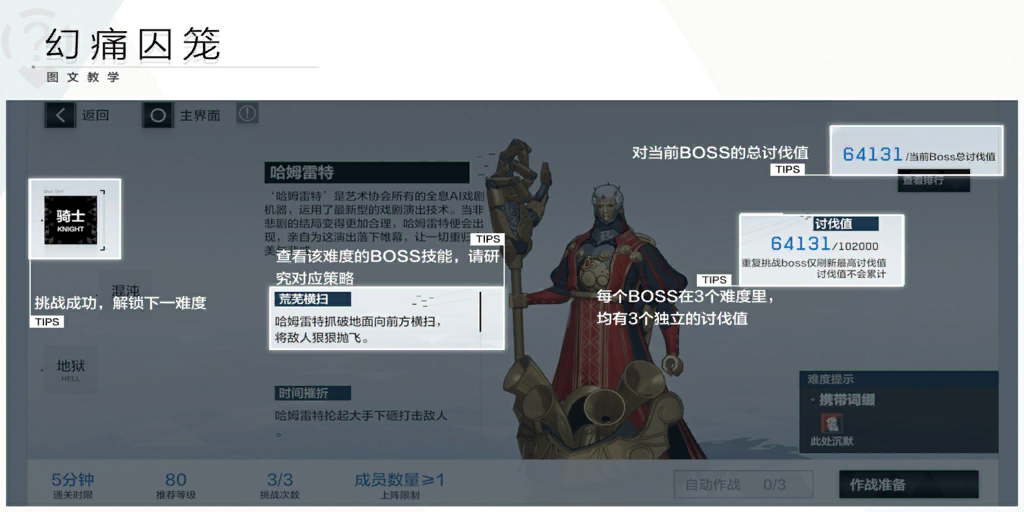 幻痛囚笼
图文教学
返回
主界面
对当前BOSS的总讨伐值
TIPS
64131/当前Boss总讨伐值
查看排行
骑士
KNIGHT
挑战成功，解锁下一难度
TIPS
混沌
地狱
HELL
哈姆雷特
‘哈姆雷特’是艺术协会所有的全息AI戏剧
机器，运用了最新型的戏剧演出技术。当非
悲剧的结局变得更加合理，哈姆雷特便会出
现，亲自为这演出落下帷幕，让一切重归
TIPS
查看该难度的BOSS技能，请研
究对应策略
荒芜横扫
哈姆雷特抓破地面向前方横扫，
将敌人狠狠抛飞。
时间摧折
哈姆雷特抡起大手下砸打击敌人
。
讨伐值
64131/102000
重复挑战boss仅刷新最高讨伐值
讨伐值不会累计
TIPS
每个BOSS在3个难度里，
均有3个独立的讨伐值
难度提示
·携带词缀
此处沉默
5分钟
通关时限
80
推荐等级
3/3
挑战次数
成员数量≥1
上阵限制
自动作战 0/3
作战准备